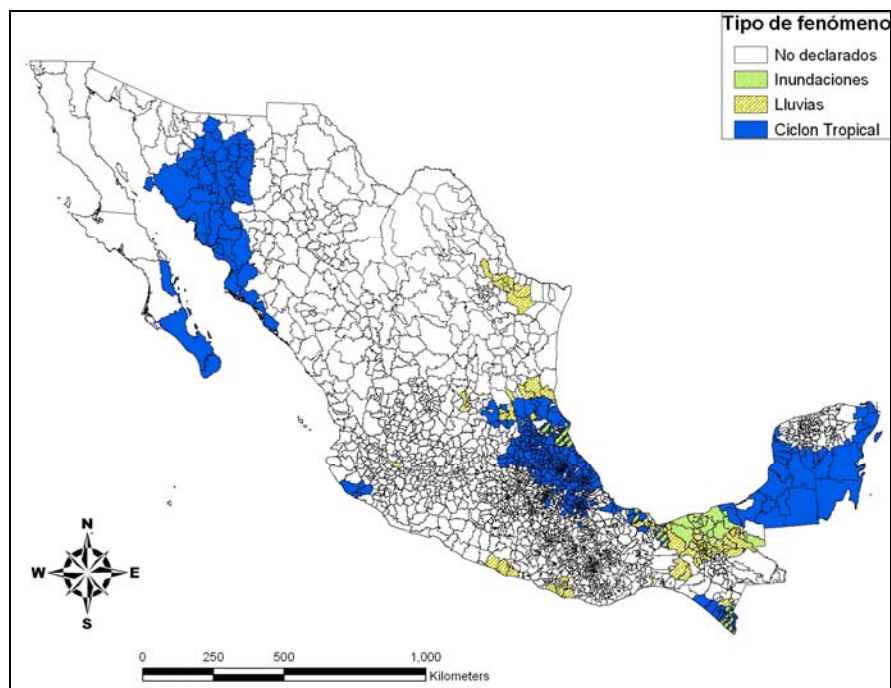 Tipo de fenómeno
No declarados
Inundaciones
Lluvias
Ciclon Tropical
N
W E
S
0 250 500 1,000
Kilometers